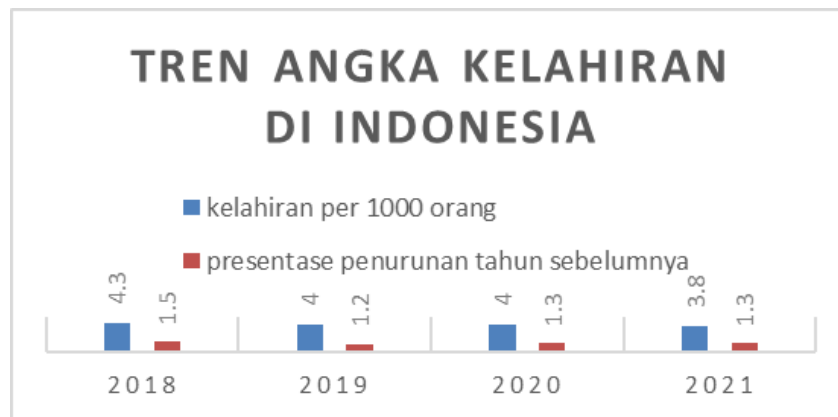 TREN ANGKA KELAHIRAN
DI INDONESIA
kelahiran per 1000 orang
presentase penurunan tahun sebelumnya
4.3 1.5 4 1.2 4 1.3 3.8 1.3
2018 2019 2020 2021